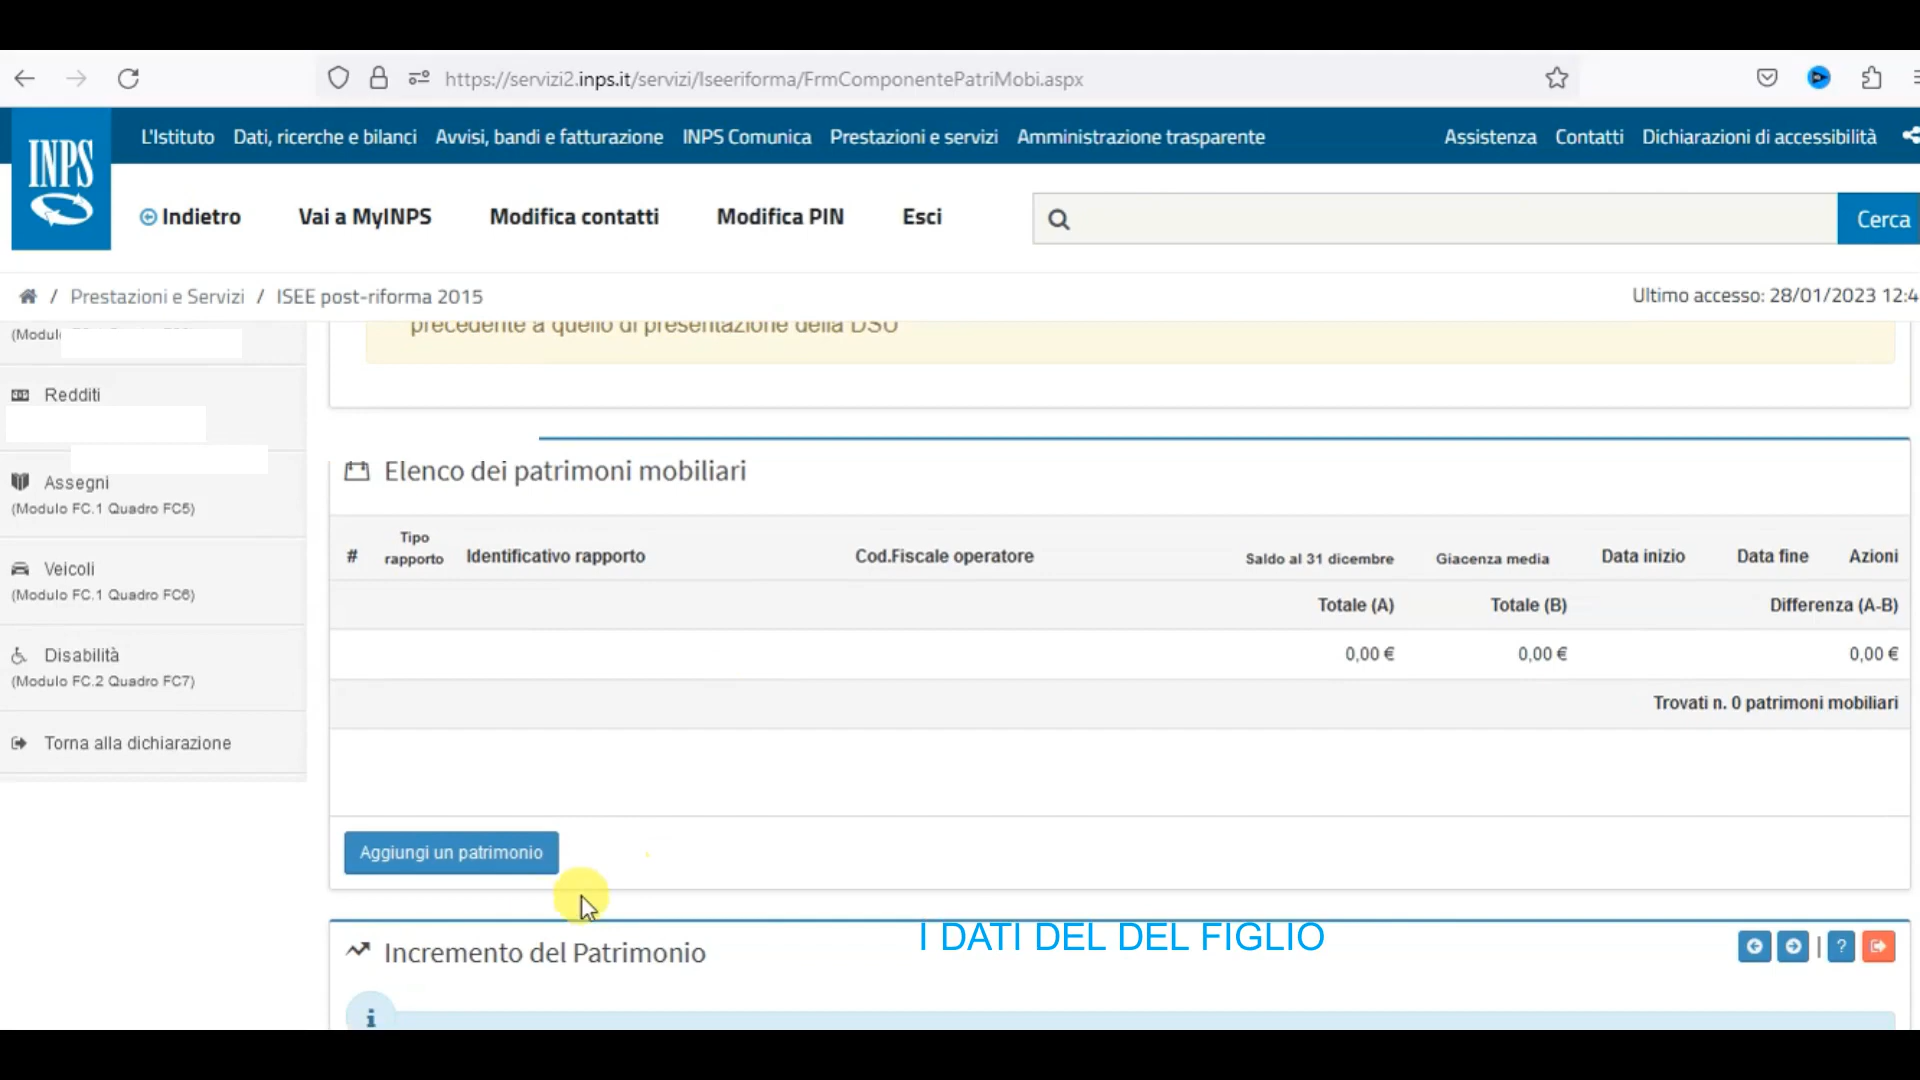 https://servizi2.inps.it/servizi/Iseeriforma/FrmComponentePatriMobi.aspx
L'Istituto Dati, ricerche e bilanci Avvisi, bandi e fatturazione INPS Comunica Prestazioni e servizi Amministrazione trasparente Assistenza Contatti Dichiarazioni di accessibilità
INPS
Indietro Vai a MyINPS Modifica contatti Modifica PIN Esci Cerca
/ Prestazioni e Servizi / ISEE post-riforma 2015 Ultimo accesso: 28/01/2023 12:4
precedente a quello di presentazione della DSU
(Modul
Redditi
Assegni
(Modulo FC.1 Quadro FC5)
Veicoli
(Modulo FC.1 Quadro FC6)
Disabilità
(Modulo FC.2 Quadro FC7)
Torna alla dichiarazione
Elenco dei patrimoni mobiliari
# Tipo rapporto Identificativo rapporto Cod.Fiscale operatore Saldo al 31 dicembre Giacenza media Data inizio Data fine Azioni
Totale (A) Totale (B) Differenza (A-B)
0,00 € 0,00 € 0,00 €
Trovati n. 0 patrimoni mobiliari
Aggiungi un patrimonio
Incremento del Patrimonio
I DATI DEL DEL FIGLIO
| ?
i